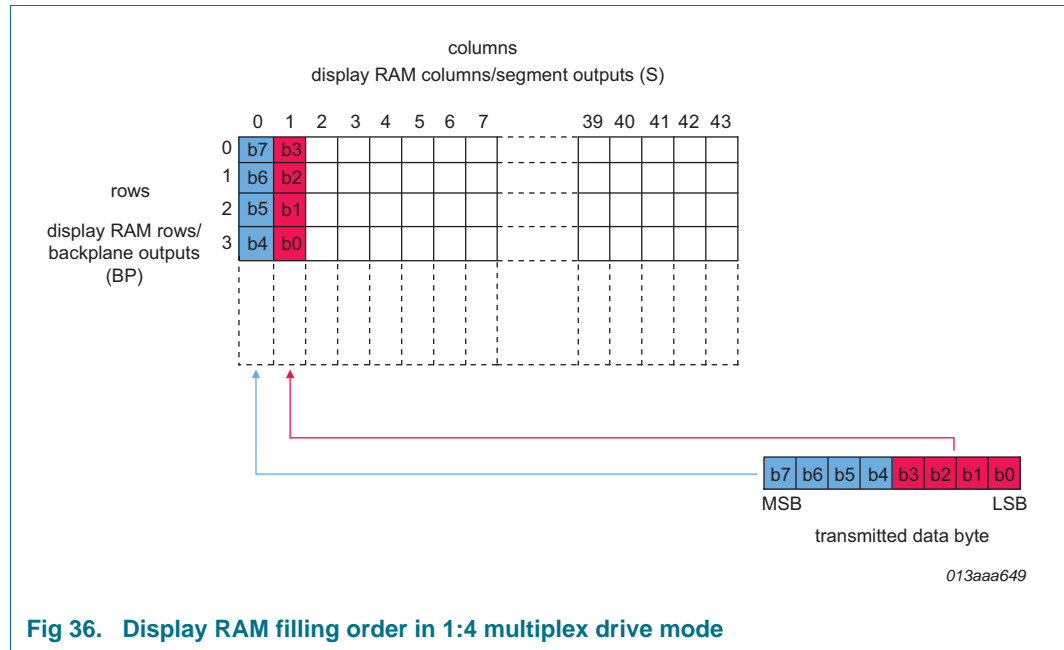 columns
display RAM columns/segment outputs (S)
0 1 2 3 4 5 6 7 39 40 41 42 43
0 b7 b3
1 b6 b2
rows
2 b5 b1
display RAM rows/
3 b4 b0
backplane outputs
(BP)
b7 b6 b5 b4 b3 b2 b1 b0
MSB LSB
transmitted data byte
013aaa649
Fig 36. Display RAM filling order in 1:4 multiplex drive mode